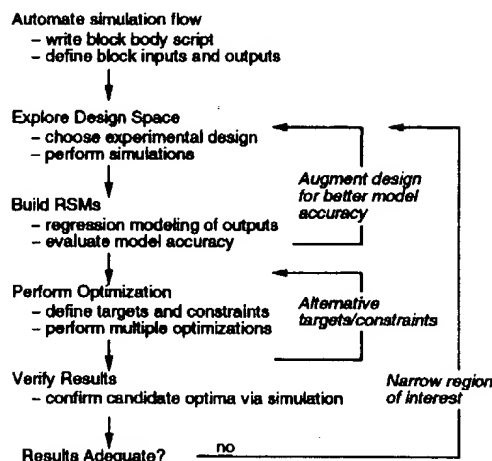 Automate simulation flow
– write block body script
– define block inputs and outputs
Explore Design Space
– choose experimental design
– perform simulations
Augment design
for better model
accuracy
Build RSMs
– regression modeling of outputs
– evaluate model accuracy
Perform Optimization
– define targets and constraints
– perform multiple optimizations
Alternative
targets/constraints
Verify Results
– confirm candidate optima via simulation
Narrow region
of interest
Results Adequate?
no